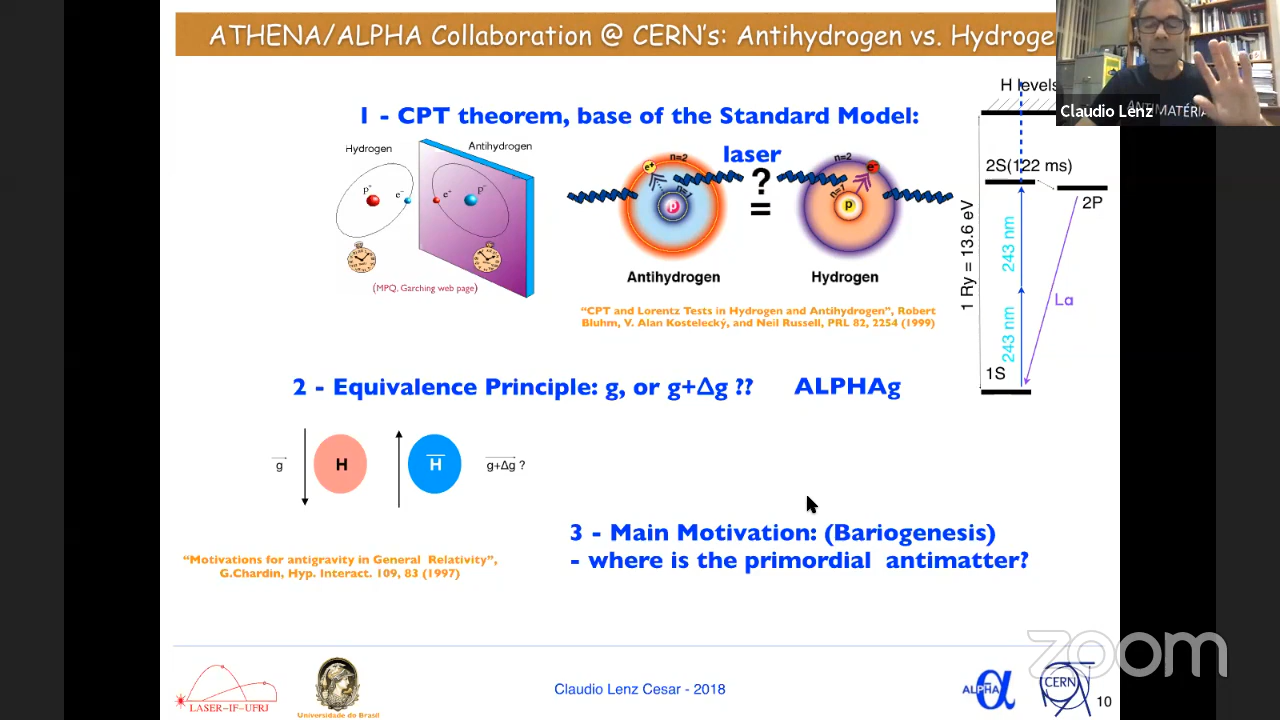 ATHENA/ALPHA Collaboration @ CERN's: Antihydrogen vs. Hydroge
Claudio Lenz
ANTIMATÉR
1 - CPT theorem, base of the Standard Model:
Hydrogen
Antihydrogen
p⁺
e⁻
e⁺
p⁻
(MPQ, Garching web page)
laser
n=2
e+
n=1
p̄
Antihydrogen
?
=
n=2
e-
n=1
p
Hydrogen
"CPT and Lorentz Tests in Hydrogen and Antihydrogen", Robert
Bluhm, V. Alan Kostelecký, and Neil Russell, PRL 82, 2254 (1999)
H levels
2S(122 ms)
2P
1 Ry = 13.6 eV
243 nm
243 nm
La
1S
2 - Equivalence Principle: g, or g+Δg ??
ALPHAg
g
H
H̅
g+Δg ?
3 - Main Motivation: (Bariogenesis)
- where is the primordial antimatter?
"Motivations for antigravity in General Relativity",
G.Chardin, Hyp. Interact. 109, 83 (1997)
zoom
LASER-IF-UFRJ
Universidade do Brasil
Claudio Lenz Cesar - 2018
ALPHA
α
CERN
10